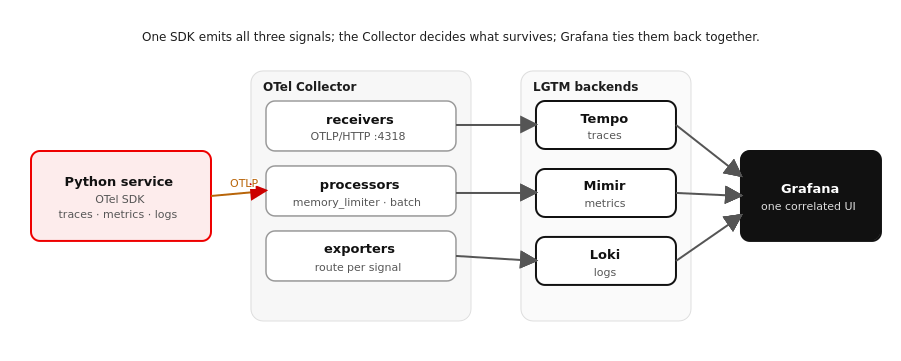 One SDK emits all three signals; the Collector decides what survives; Grafana ties them back together.
Python service
OTel SDK
traces · metrics · logs
OTLP
OTel Collector
receivers
OTLP/HTTP :4318
processors
memory_limiter · batch
exporters
route per signal
LGTM backends
Tempo
traces
Mimir
metrics
Loki
logs
Grafana
one correlated UI